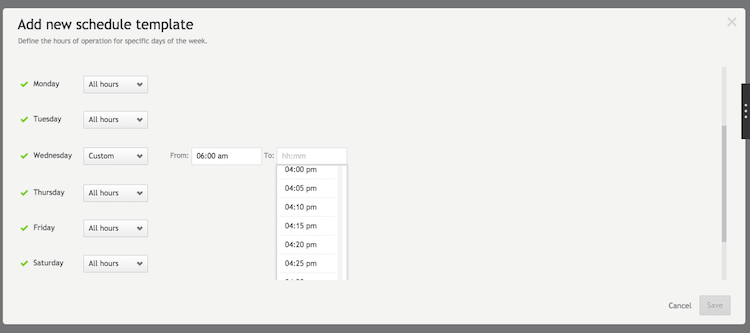 Add new schedule template
Define the hours of operation for specific days of the week.
Monday All hours
Tuesday All hours
Wednesday Custom From: 06:00 am To: hh:mm
04:00 pm
04:05 pm
Thursday All hours
04:10 pm
04:15 pm
Friday All hours
04:20 pm
04:25 pm
Saturday All hours
Cancel Save